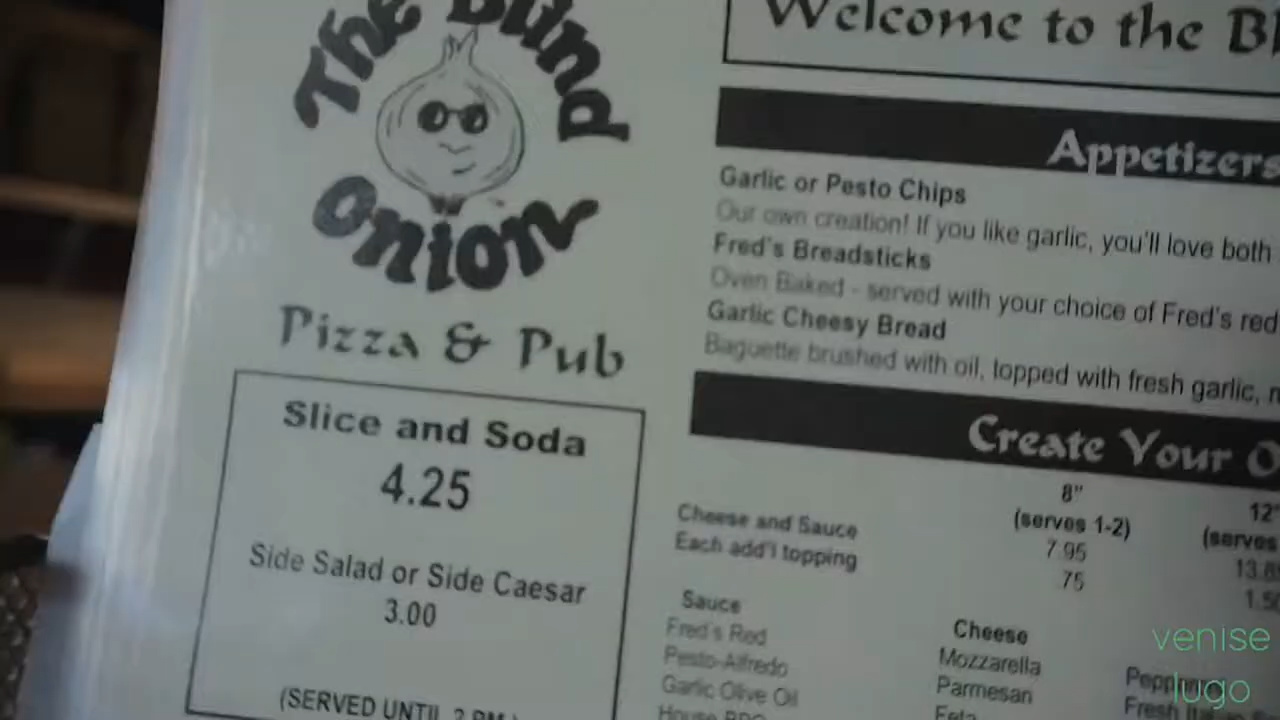 The Blind
Onion
Pizza & Pub
Slice and Soda
4.25
Side Salad or Side Caesar
3.00
(SERVED UNTIL 2 PM.)
Welcome to the Bl
Appetizers
Garlic or Pesto Chips
Our own creation! If you like garlic, you'll love both
Fred's Breadsticks
Oven Baked - served with your choice of Fred's red
Garlic Cheesy Bread
Baguette brushed with oil, topped with fresh garlic,
Create Your O
8" 12"
(serves 1-2) (serves
Cheese and Sauce 7.95 13.8
Each add'l topping .75 1.50
Sauce Cheese
Fred's Red Mozzarella
Pesto-Alfredo Parmesan
Garlic Olive Oil Feta
House BBQ
Fresh
venise
lugo